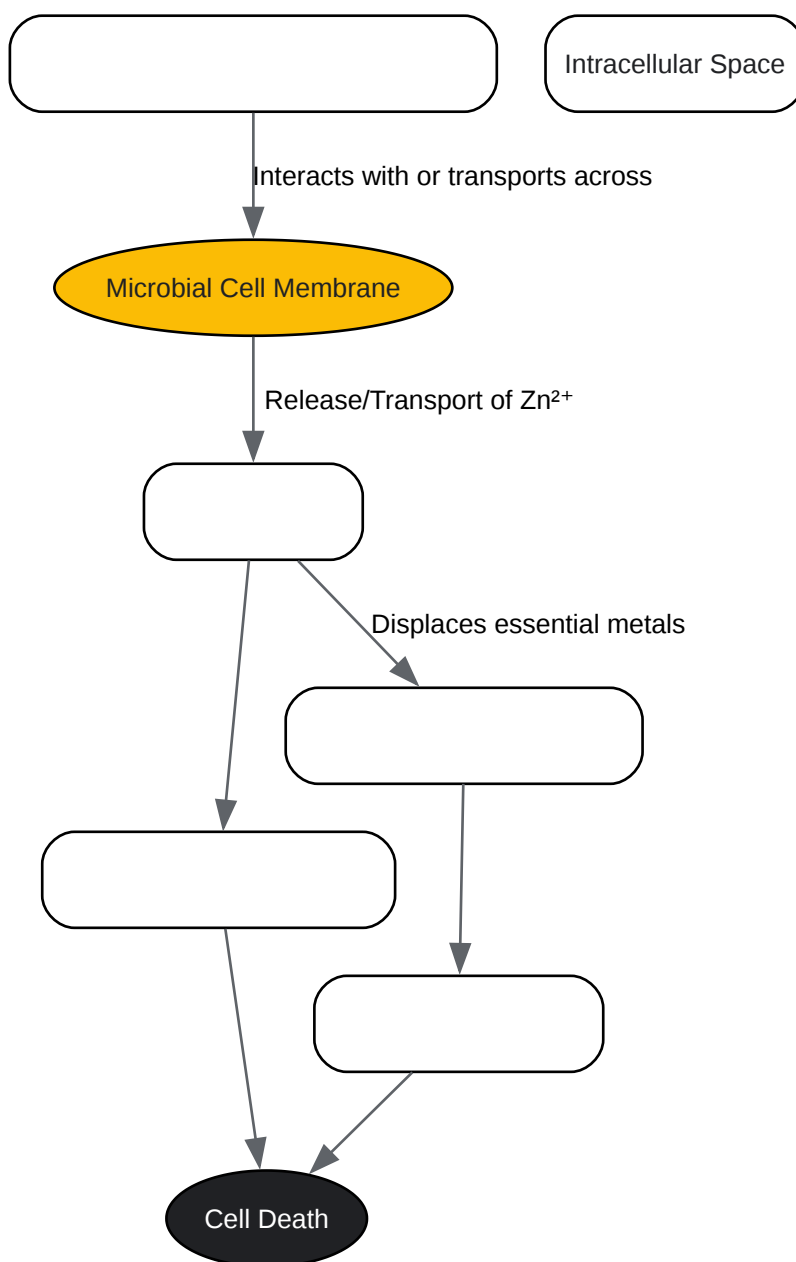 Intracellular Space
Interacts with or transports across
Microbial Cell Membrane
Release/Transport of Zn²⁺
Displaces essential metals
Cell Death